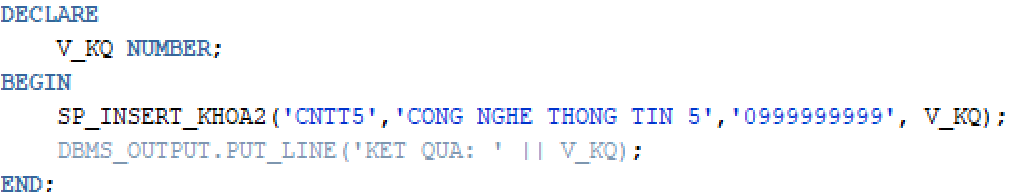 DECLARE
V_KQ NUMBER;
BEGIN
SP_INSERT_KHOA2('CNTT5','CONG NGHE THONG TIN 5','0999999999', V_KQ);
DBMS_OUTPUT.PUT_LINE('KET QUA: ' || V_KQ);
END;